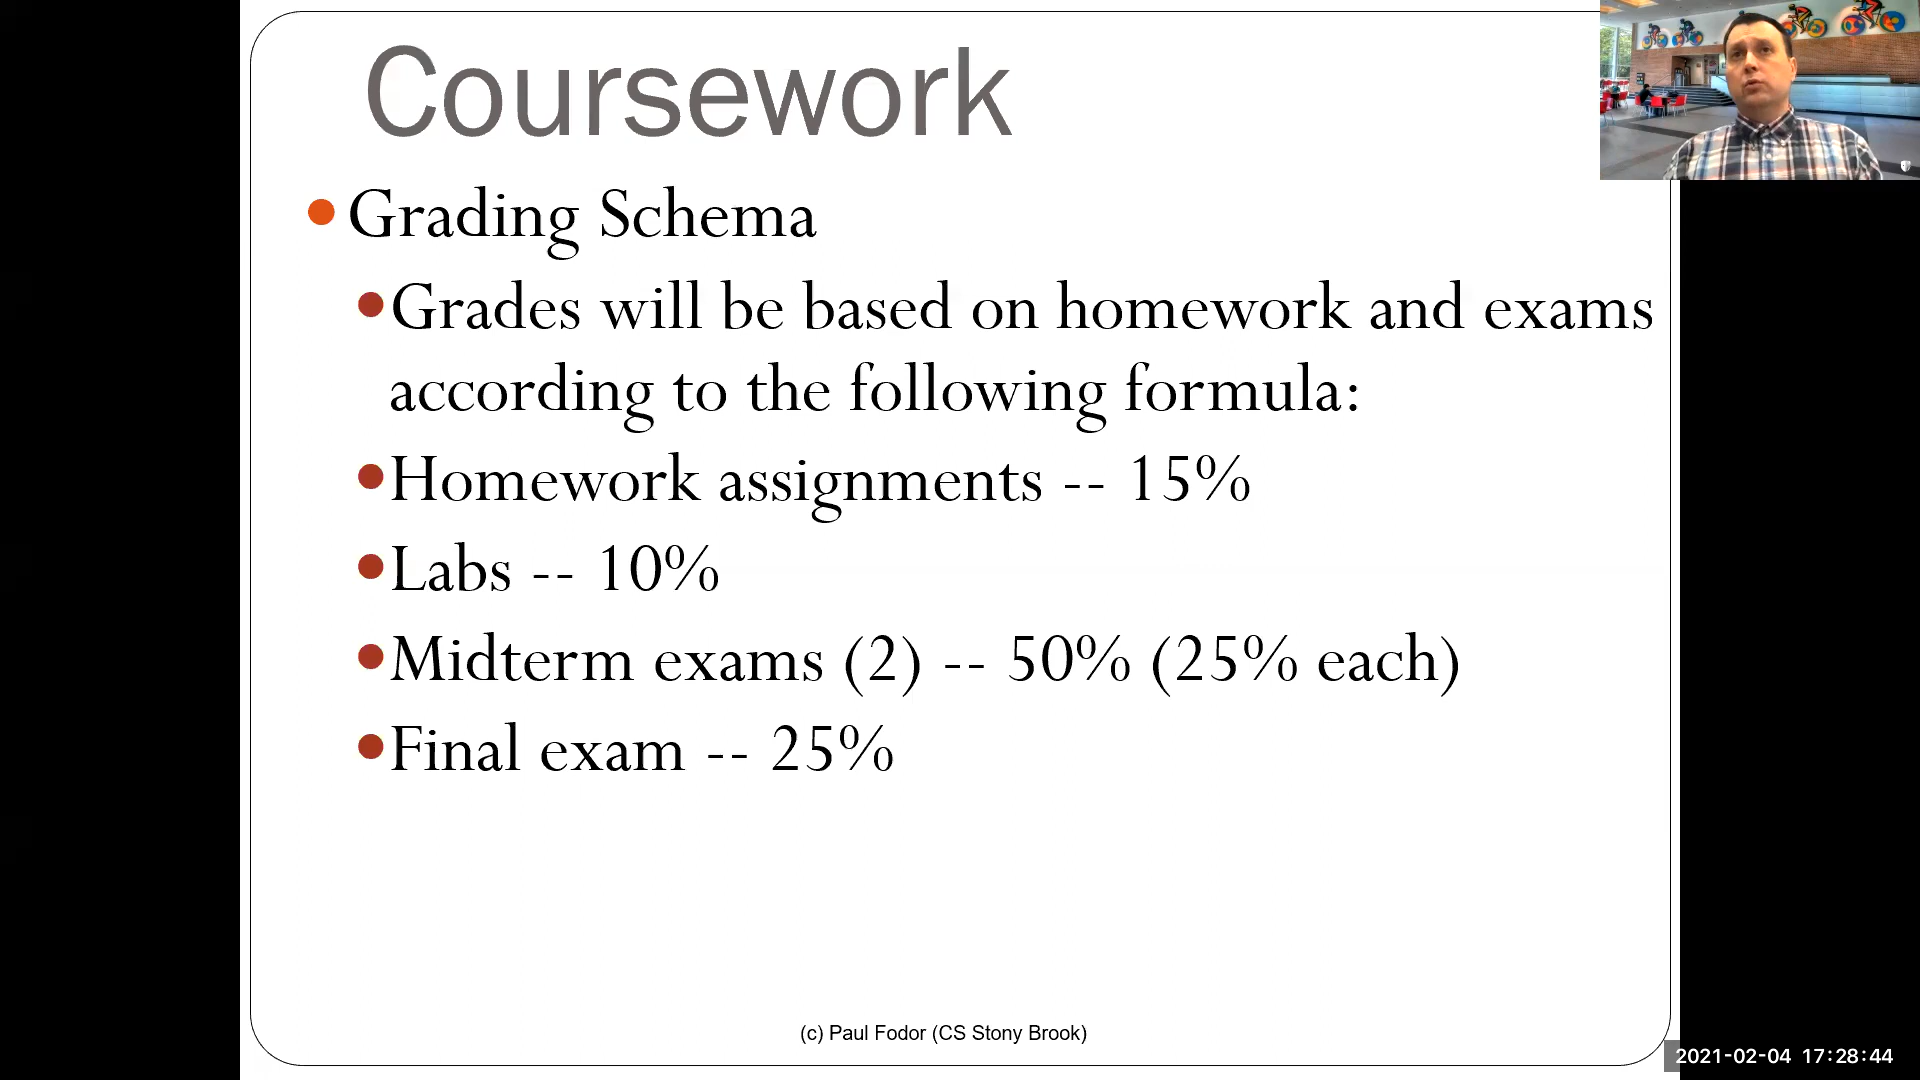 Coursework
Grading Schema
Grades will be based on homework and exams
according to the following formula:
Homework assignments -- 15%
Labs -- 10%
Midterm exams (2) -- 50% (25% each)
Final exam -- 25%
(c) Paul Fodor (CS Stony Brook)
2021-02-04 17:28:44